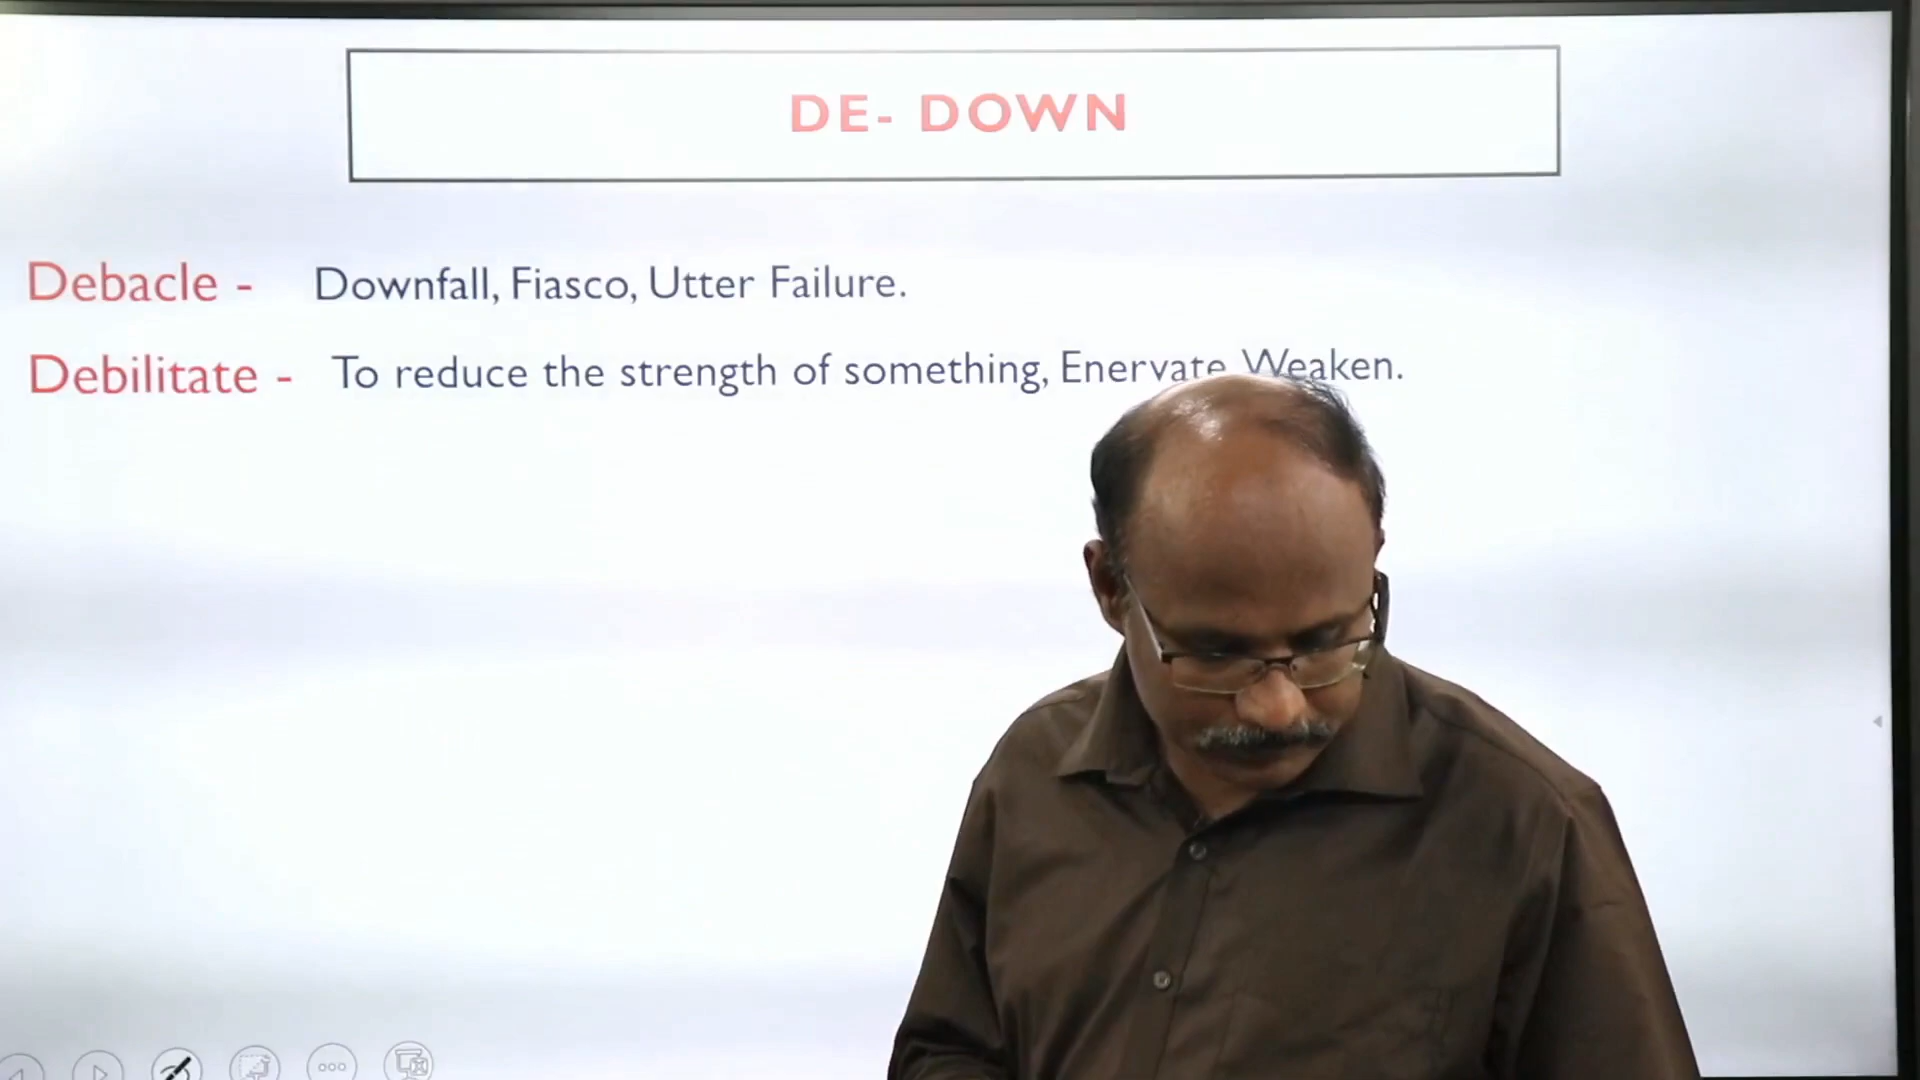 DE- DOWN
Debacle - Downfall, Fiasco, Utter Failure.
Debilitate - To reduce the strength of something, Enervate, Weaken.